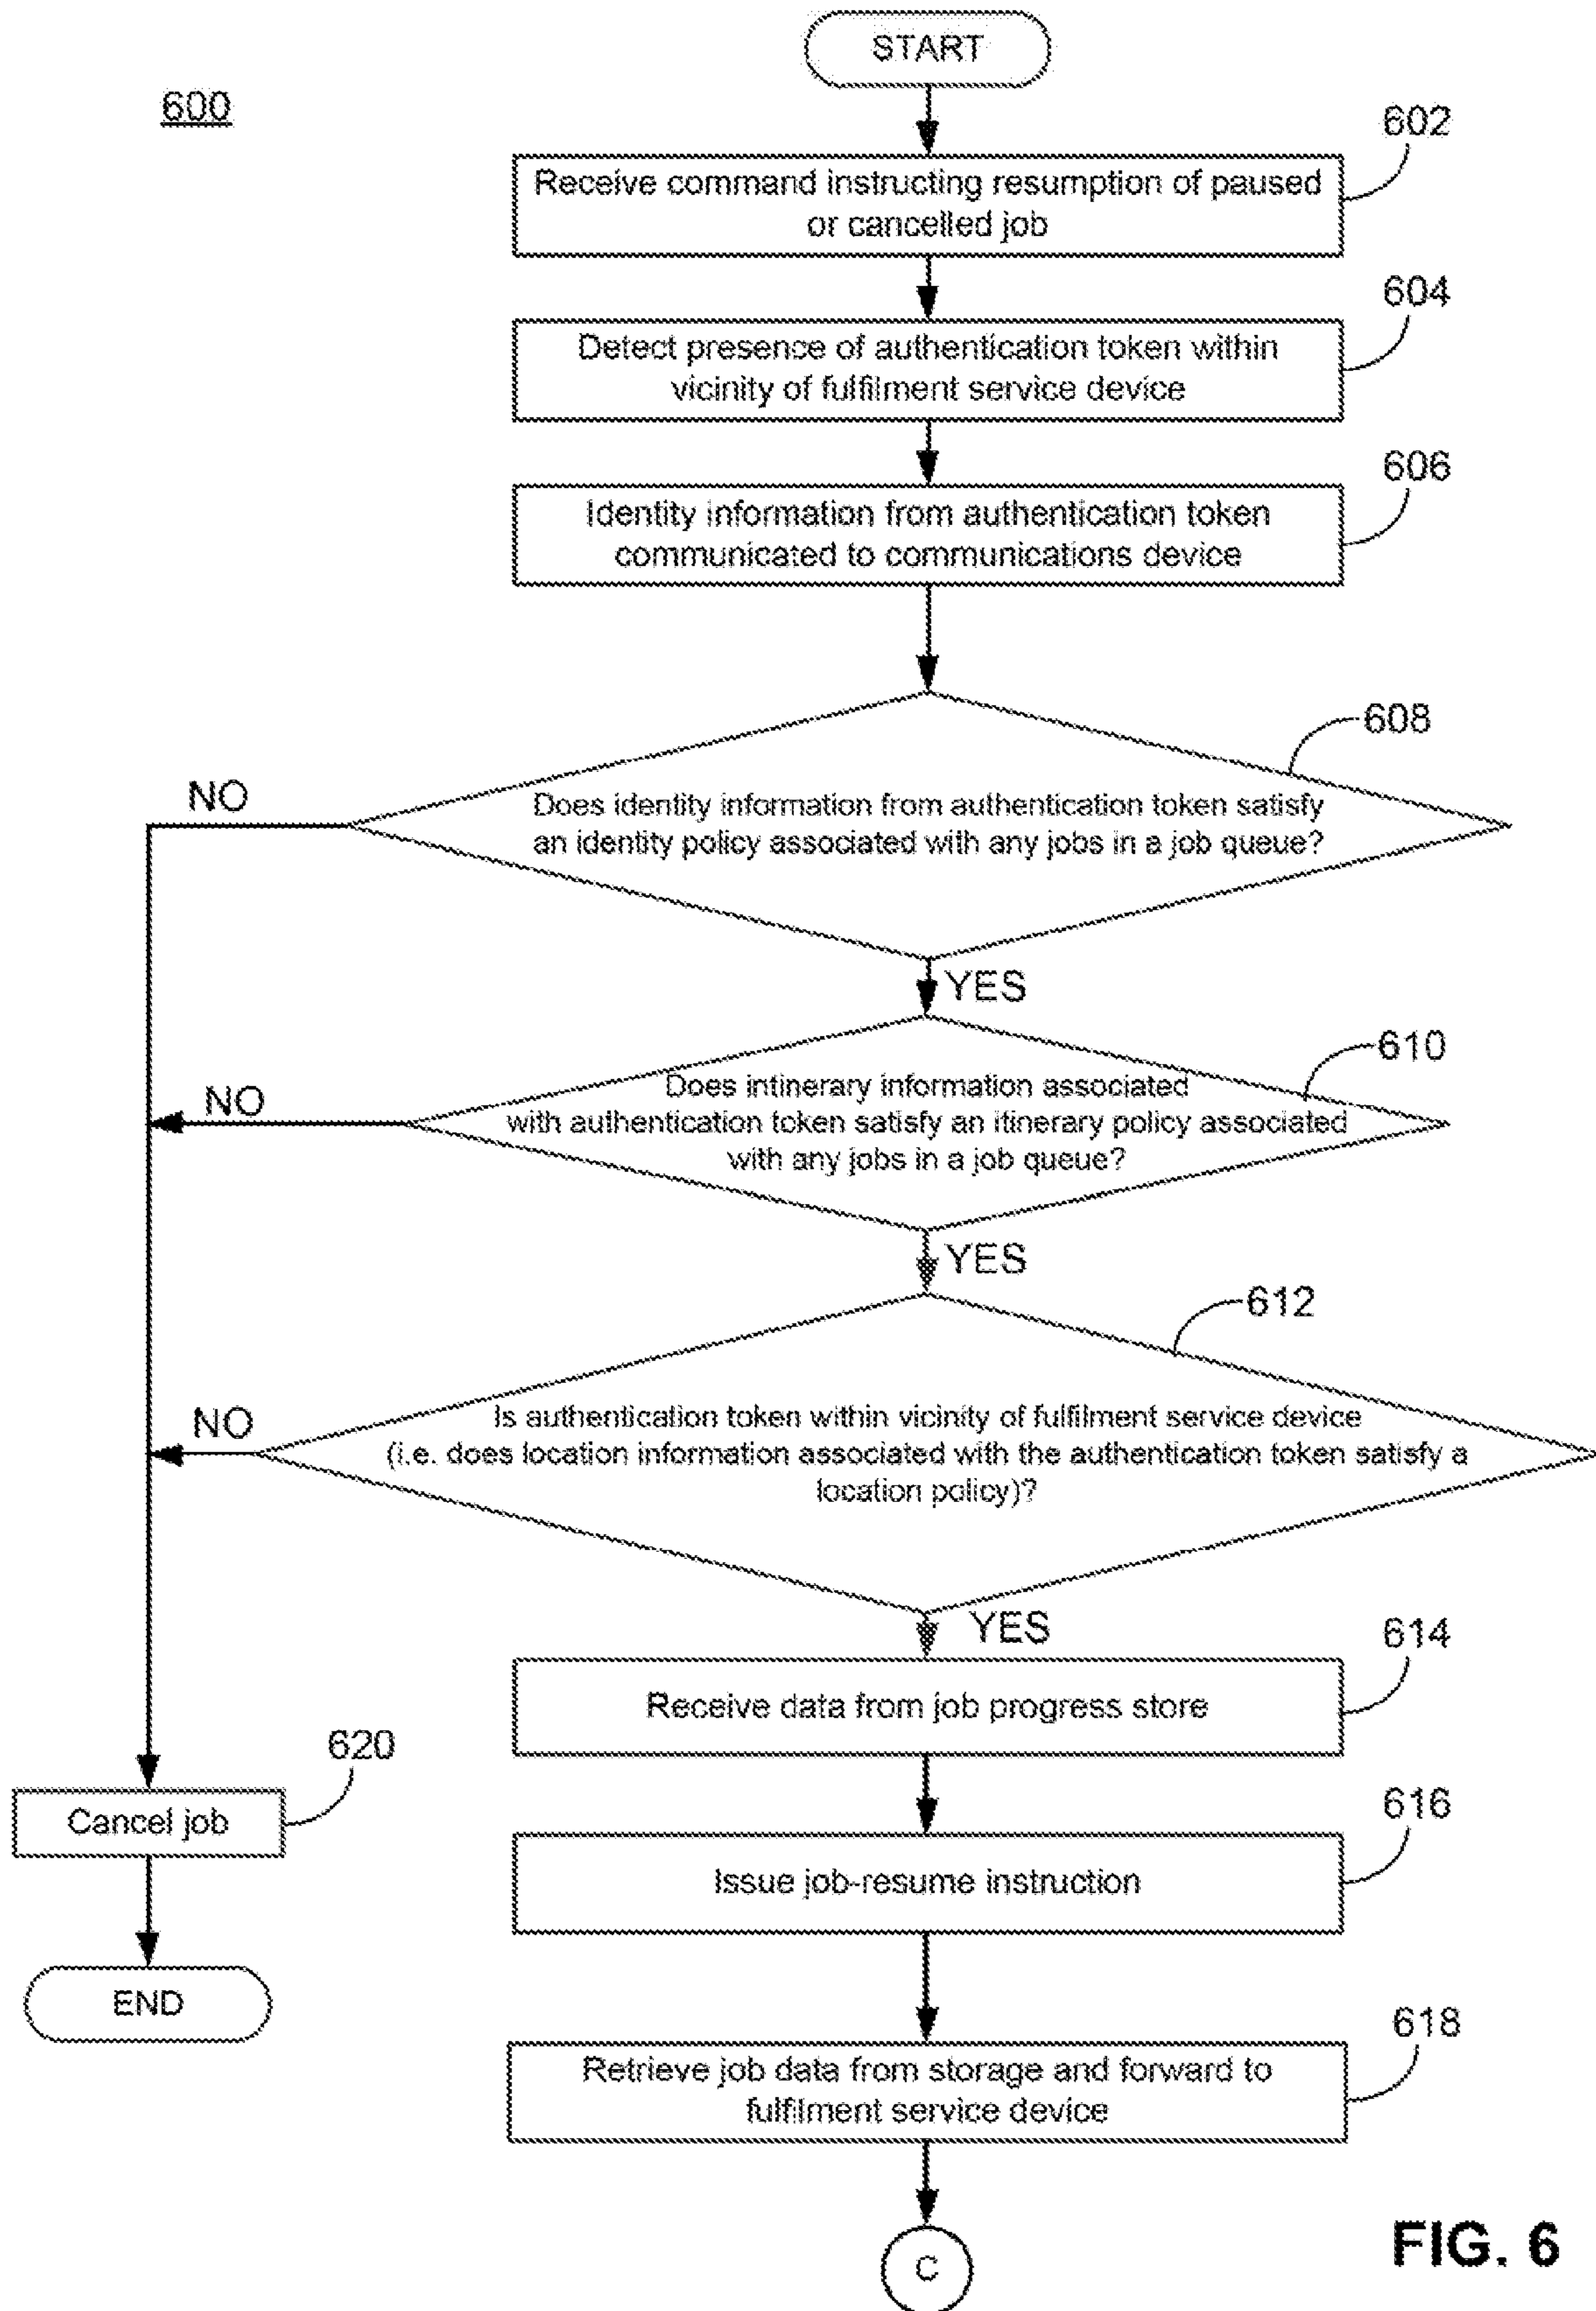 START
600
602
Receive command instructing resumption of paused
or cancelled job
604
Detect presence of authentication token within
vicinity of fulfilment service device
606
Identity information from authentication token
communicated to communications device
608
NO
Does identity information from authentication token satisfy
an identity policy associated with any jobs in a job queue?
YES
610
NO
Does intinerary information associated
with authentication token satisfy an itinerary policy associated
with any jobs in a job queue?
YES
612
NO
Is authentication token within vicinity of fulfilment service device
(i.e. does location information associated with the authentication token satisfy a
location policy)?
YES
614
Receive data from job progress store
620
Cancel job
616
Issue job-resume instruction
END
618
Retrieve job data from storage and forward to
fulfilment service device
C
FIG. 6